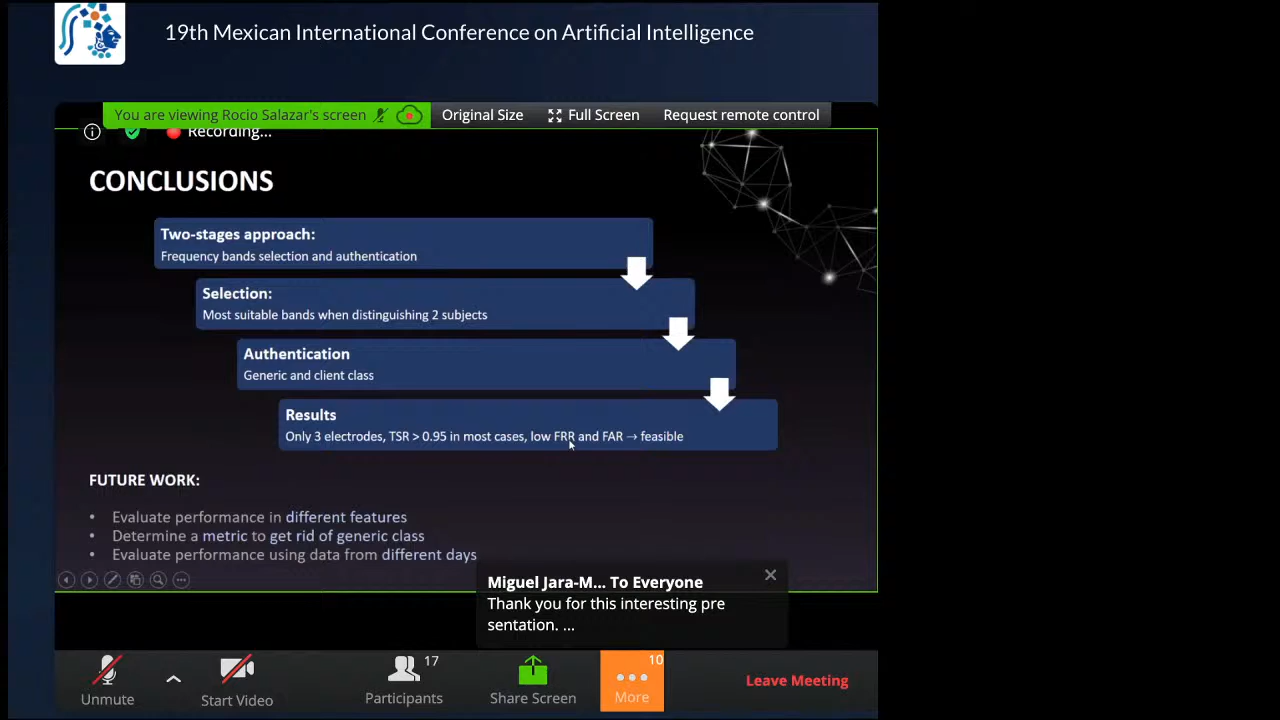 19th Mexican International Conference on Artificial Intelligence
You are viewing Rocio Salazar's screen
Original Size
Full Screen
Request remote control
Recording...
CONCLUSIONS
Two-stages approach:
Frequency bands selection and authentication
Selection:
Most suitable bands when distinguishing 2 subjects
Authentication
Generic and client class
Results
Only 3 electrodes, TSR > 0.95 in most cases, low FRR and FAR → feasible
FUTURE WORK:
• Evaluate performance in different features
• Determine a metric to get rid of generic class
• Evaluate performance using data from different days
Miguel Jara-M... To Everyone
Thank you for this interesting pre
sentation. ...
Unmute
Start Video
Participants
17
Share Screen
More
10
Leave Meeting